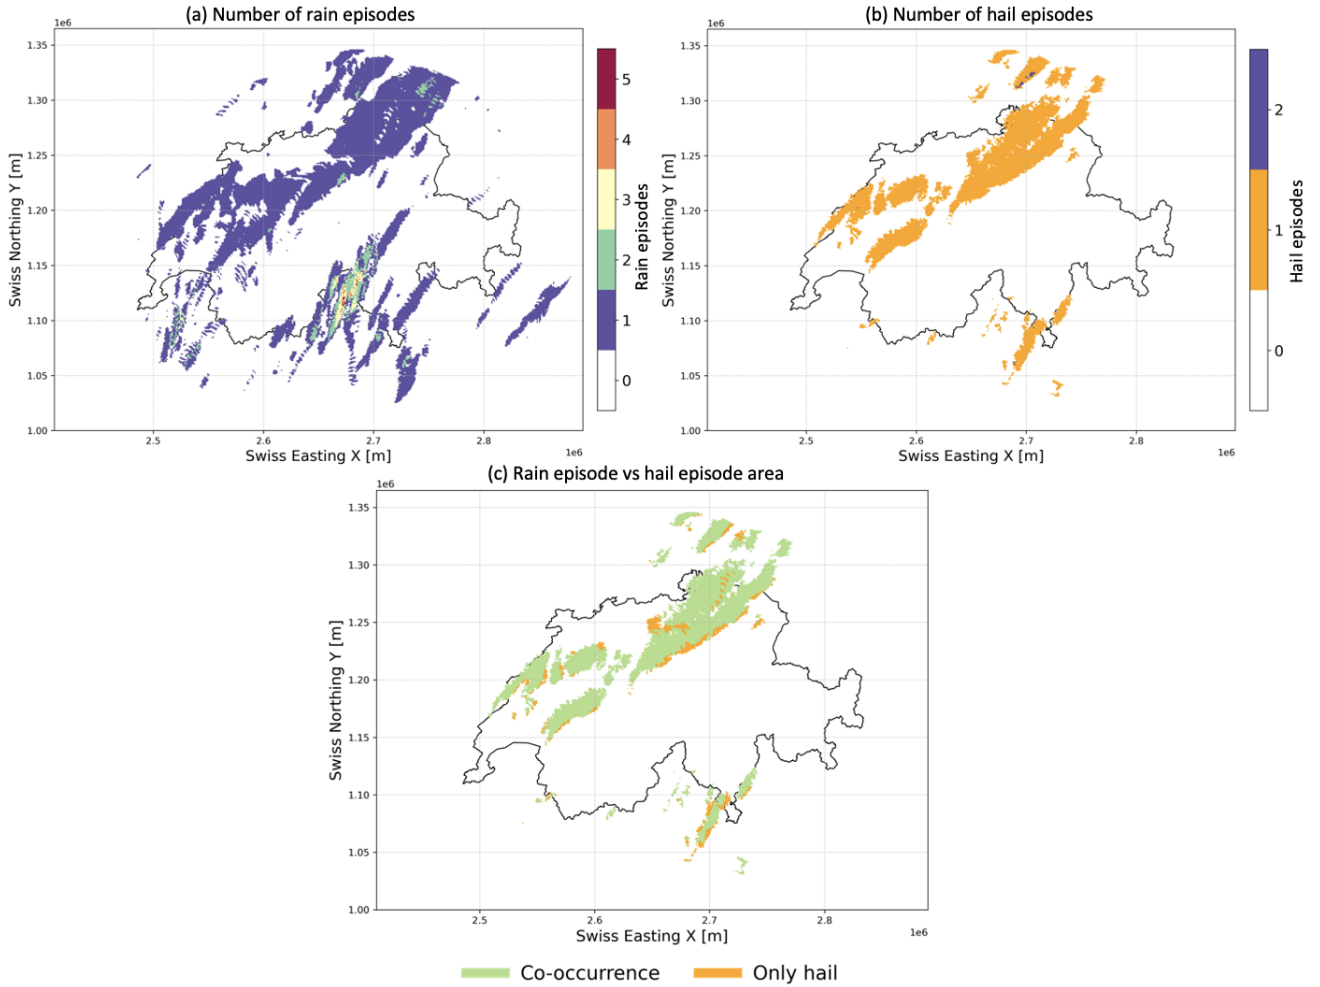 (a) Number of rain episodes
1e6
1.35
1.30
1.25
1.20
1.15
1.10
1.05
1.00
Swiss Northing Y [m]
2.5 2.6 2.7 2.8
1e6
Swiss Easting X [m]
5
4
3
2
1
0
Rain episodes
(b) Number of hail episodes
1e6
1.35
1.30
1.25
1.20
1.15
1.10
1.05
1.00
Swiss Northing Y [m]
2.5 2.6 2.7 2.8
1e6
Swiss Easting X [m]
2
1
0
Hail episodes
(c) Rain episode vs hail episode area
1e6
1.35
1.30
1.25
1.20
1.15
1.10
1.05
1.00
Swiss Northing Y [m]
2.5 2.6 2.7 2.8
1e6
Swiss Easting X [m]
Co-occurrence Only hail